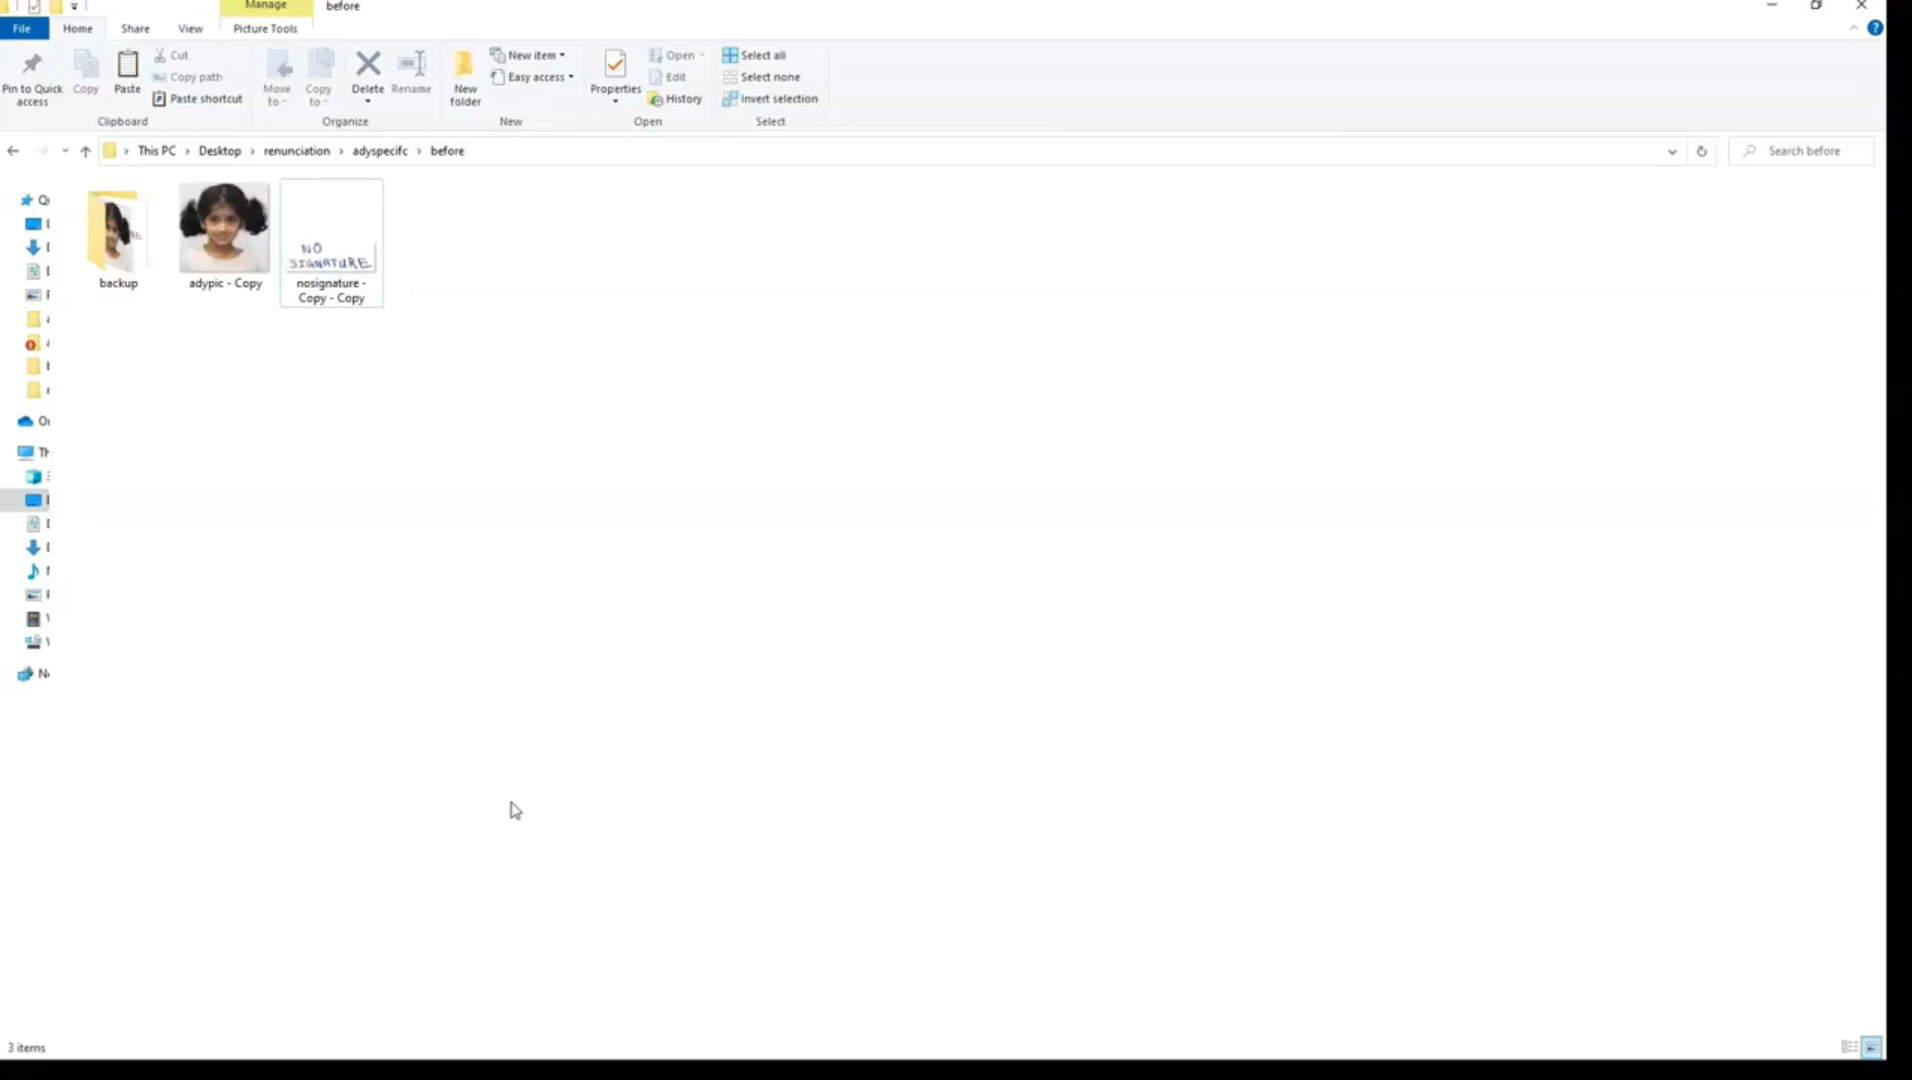 Manage
before
File
Home
Share
View
Picture Tools
Pin to Quick
access
Copy
Paste
Cut
Copy path
Paste shortcut
Clipboard
Move
to
Copy
to
Delete
Rename
Organize
New
folder
New item
Easy access
New
Properties
Open
Edit
History
Open
Select all
Select none
Invert selection
Select
This PC > Desktop > renunciation > adyspecifc > before
Search before
backup
adypic - Copy
NO
SIGNATURE
nosignature -
Copy - Copy
3 items